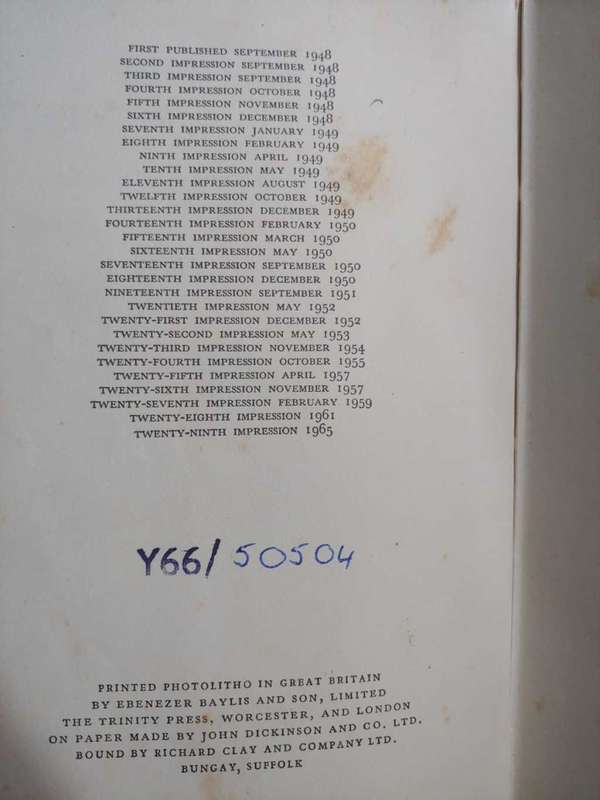 FIRST PUBLISHED SEPTEMBER 1948
SECOND IMPRESSION SEPTEMBER 1948
THIRD IMPRESSION SEPTEMBER 1948
FOURTH IMPRESSION OCTOBER 1948
FIFTH IMPRESSION NOVEMBER 1948
SIXTH IMPRESSION DECEMBER 1948
SEVENTH IMPRESSION JANUARY 1949
EIGHTH IMPRESSION FEBRUARY 1949
NINTH IMPRESSION APRIL 1949
TENTH IMPRESSION MAY 1949
ELEVENTH IMPRESSION AUGUST 1949
TWELFTH IMPRESSION OCTOBER 1949
THIRTEENTH IMPRESSION DECEMBER 1949
FOURTEENTH IMPRESSION FEBRUARY 1950
FIFTEENTH IMPRESSION MARCH 1950
SIXTEENTH IMPRESSION MAY 1950
SEVENTEENTH IMPRESSION SEPTEMBER 1950
EIGHTEENTH IMPRESSION DECEMBER 1950
NINETEENTH IMPRESSION SEPTEMBER 1951
TWENTIETH IMPRESSION MAY 1952
TWENTY-FIRST IMPRESSION DECEMBER 1952
TWENTY-SECOND IMPRESSION MAY 1953
TWENTY-THIRD IMPRESSION NOVEMBER 1954
TWENTY-FOURTH IMPRESSION OCTOBER 1955
TWENTY-FIFTH IMPRESSION APRIL 1957
TWENTY-SIXTH IMPRESSION NOVEMBER 1957
TWENTY-SEVENTH IMPRESSION FEBRUARY 1959
TWENTY-EIGHTH IMPRESSION 1961
TWENTY-NINTH IMPRESSION 1965
Y66/50504
PRINTED PHOTOLITHO IN GREAT BRITAIN
BY EBENEZER BAYLIS AND SON, LIMITED
THE TRINITY PRESS, WORCESTER, AND LONDON
ON PAPER MADE BY JOHN DICKINSON AND CO. LTD.
BOUND BY RICHARD CLAY AND COMPANY LTD.
BUNGAY, SUFFOLK